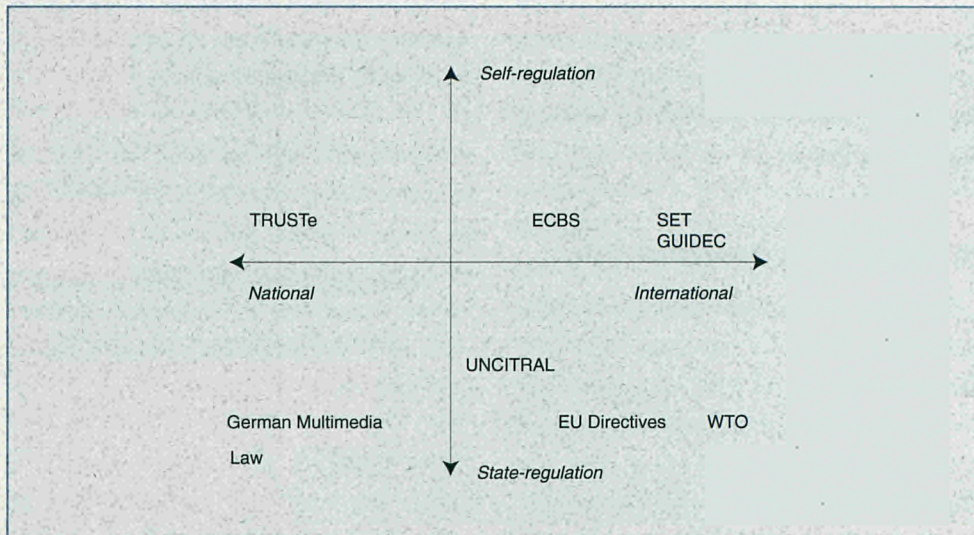 Self-regulation
TRUSTe
ECBS
SET
GUIDEC
National
International
UNCITRAL
German Multimedia
Law
EU Directives
WTO
State-regulation